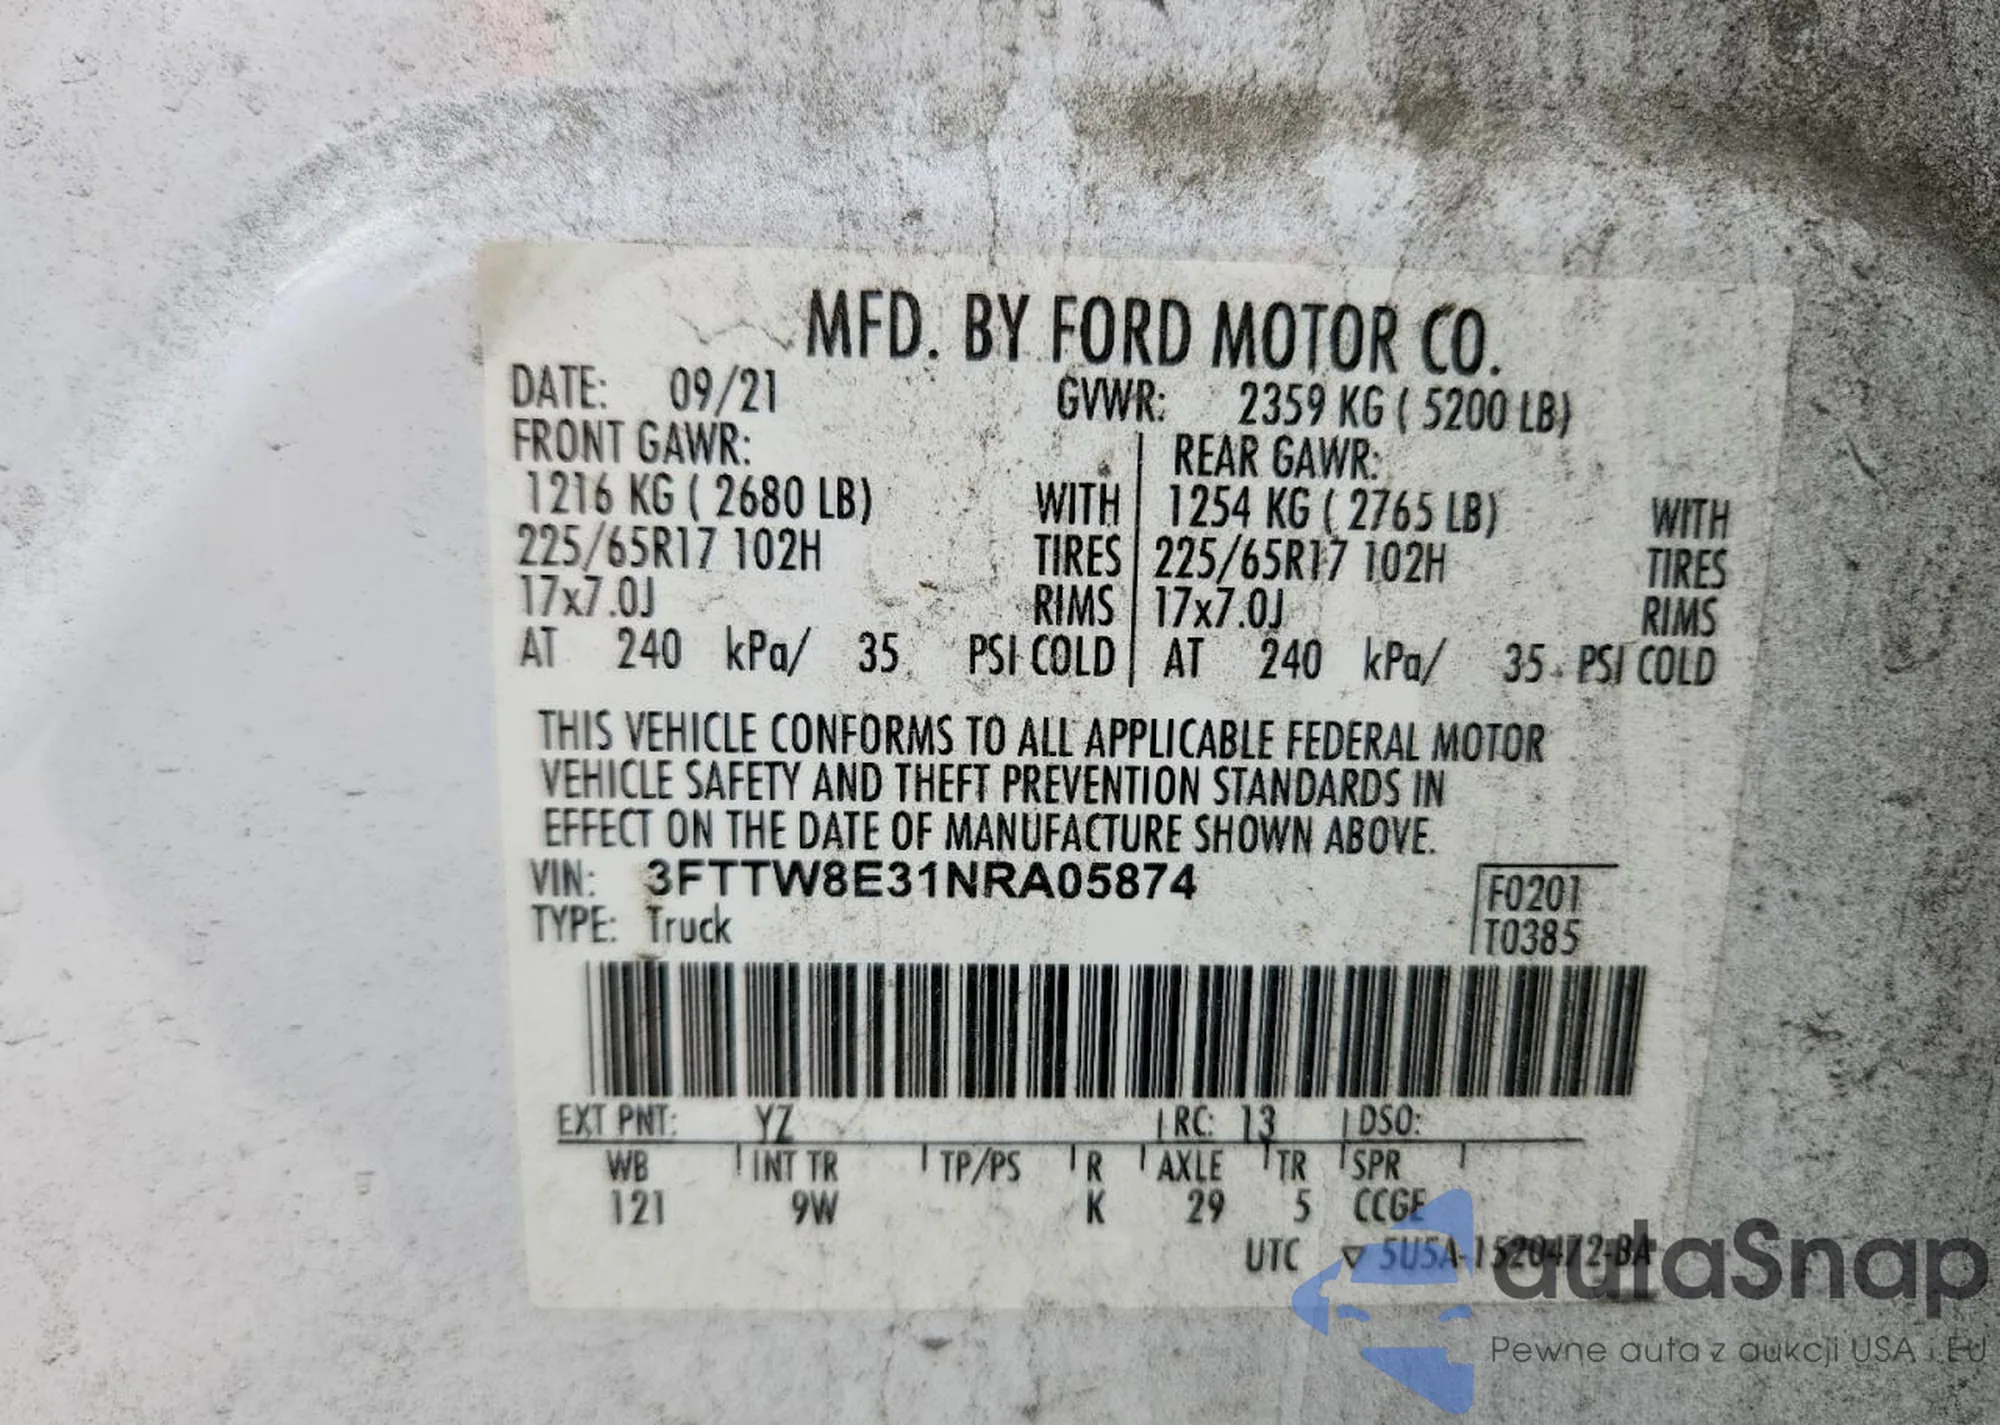 MFD. BY FORD MOTOR CO.
DATE: 09/21 GVWR: 2359 KG ( 5200 LB)
FRONT GAWR: REAR GAWR:
1216 KG ( 2680 LB) WITH 1254 KG ( 2765 LB) WITH
225/65R17 102H TIRES 225/65R17 102H TIRES
17x7.0J RIMS 17x7.0J RIMS
AT 240 kPa/ 35 PSI COLD AT 240 kPa/ 35 PSI COLD
THIS VEHICLE CONFORMS TO ALL APPLICABLE FEDERAL MOTOR
VEHICLE SAFETY AND THEFT PREVENTION STANDARDS IN
EFFECT ON THE DATE OF MANUFACTURE SHOWN ABOVE.
VIN: 3FTTW8E31NRA05874 F0201
TYPE: Truck T0385
EXT PNT: YZ RC: 13 DSO:
WB INT TR TP/PS R AXLE TR SPR
121 9W K 29 5 CCGE
UTC ▽ 5U5A-1520472-BA
autaSnap
Pewne auta z aukcji USA i EU